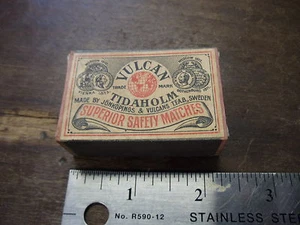 VULCAN
TRADE MARK
TIDAHOLM
MADE BY JÖNKÖPINGS & VULCANS T.F.A.B., SWEDEN
SUPERIOR SAFETY MATCHES
1 2 3
No. R590-12 STAINLESS STEEL